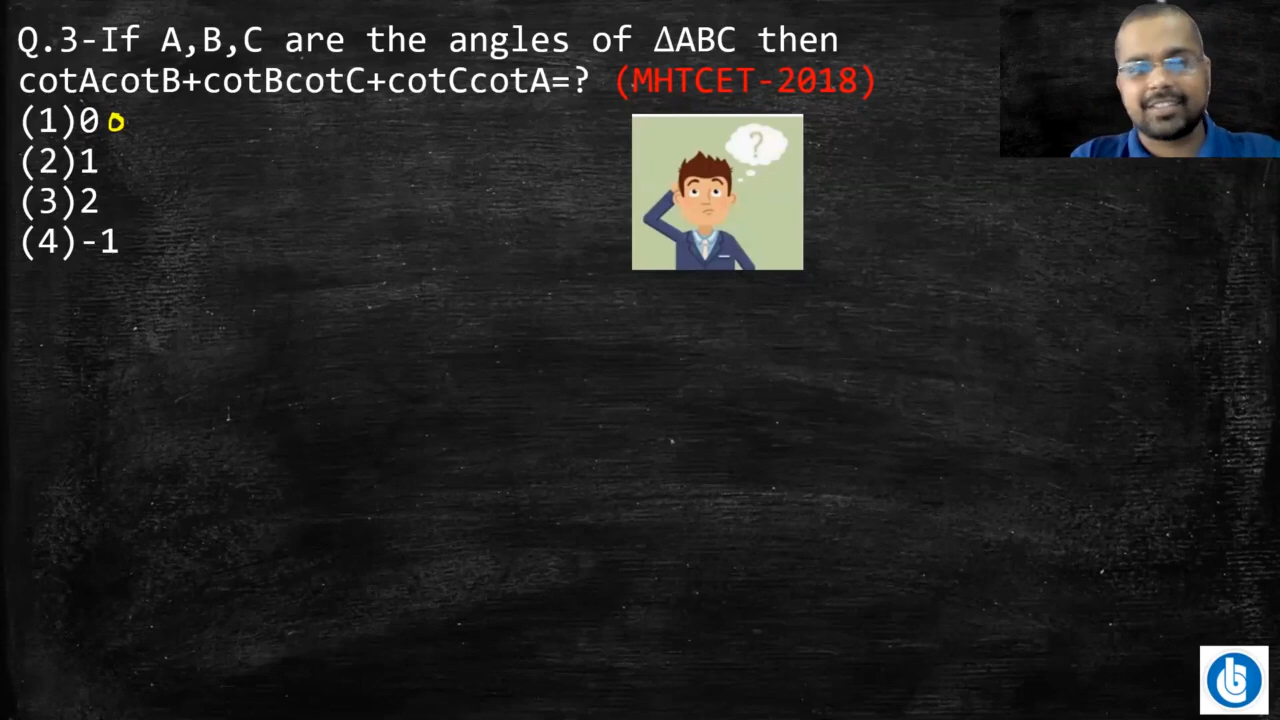 Q.3-If A,B,C are the angles of ΔABC then
cotAcotB+cotBcotC+cotCcotA=? (MHTCET-2018)
(1)0
(2)1
(3)2
(4)-1
?